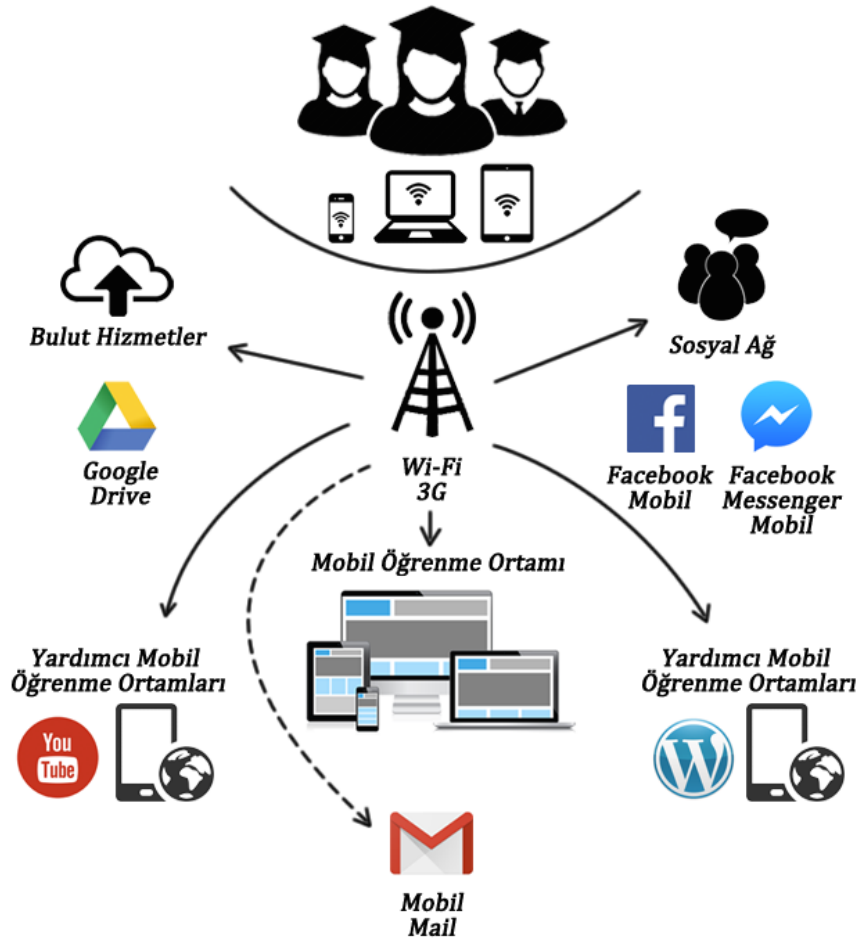 Bulut Hizmetler
Sosyal Ağ
Google
Drive
Wi-Fi
3G
Facebook
Mobil
Facebook
Messenger
Mobil
Mobil Öğrenme Ortamı
Yardımcı Mobil
Öğrenme Ortamları
You
Tube
Yardımcı Mobil
Öğrenme Ortamları
Mobil
Mail